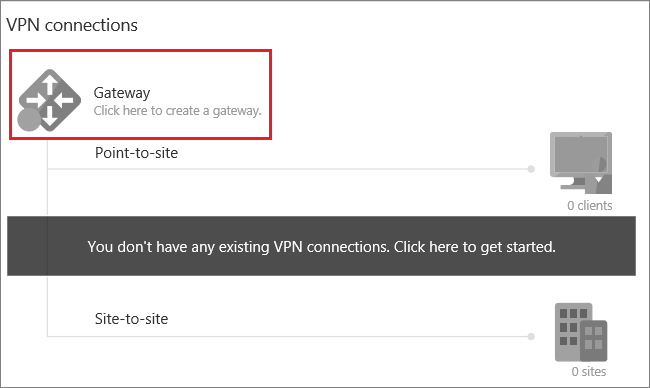 VPN connections
Gateway
Click here to create a gateway.
Point-to-site
0 clients
You don't have any existing VPN connections. Click here to get started.
Site-to-site
0 sites